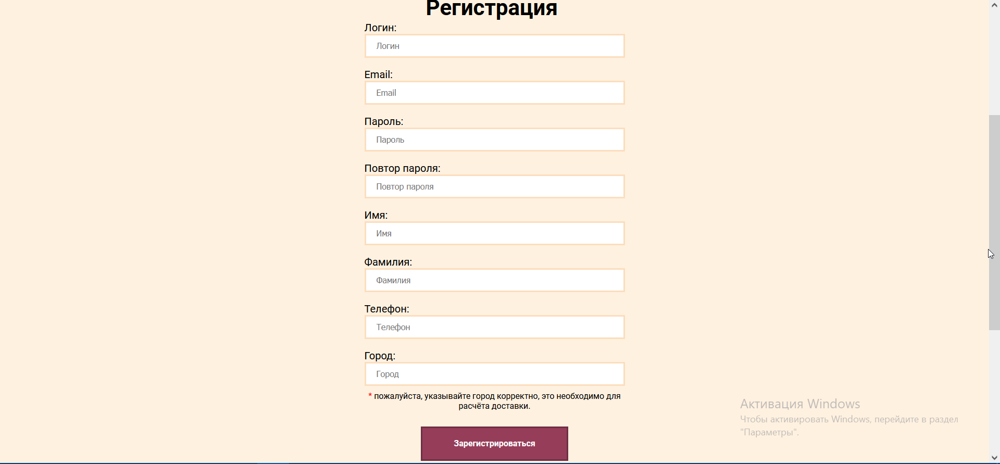 Регистрация
Логин:
Логин
Email:
Email
Пароль:
Пароль
Повтор пароля:
Повтор пароля
Имя:
Имя
Фамилия:
Фамилия
Телефон:
Телефон
Город:
Город
* пожалуйста, указывайте город корректно, это необходимо для
расчёта доставки.
Зарегистрироваться
Активация Windows
Чтобы активировать Windows, перейдите в раздел
"Параметры".